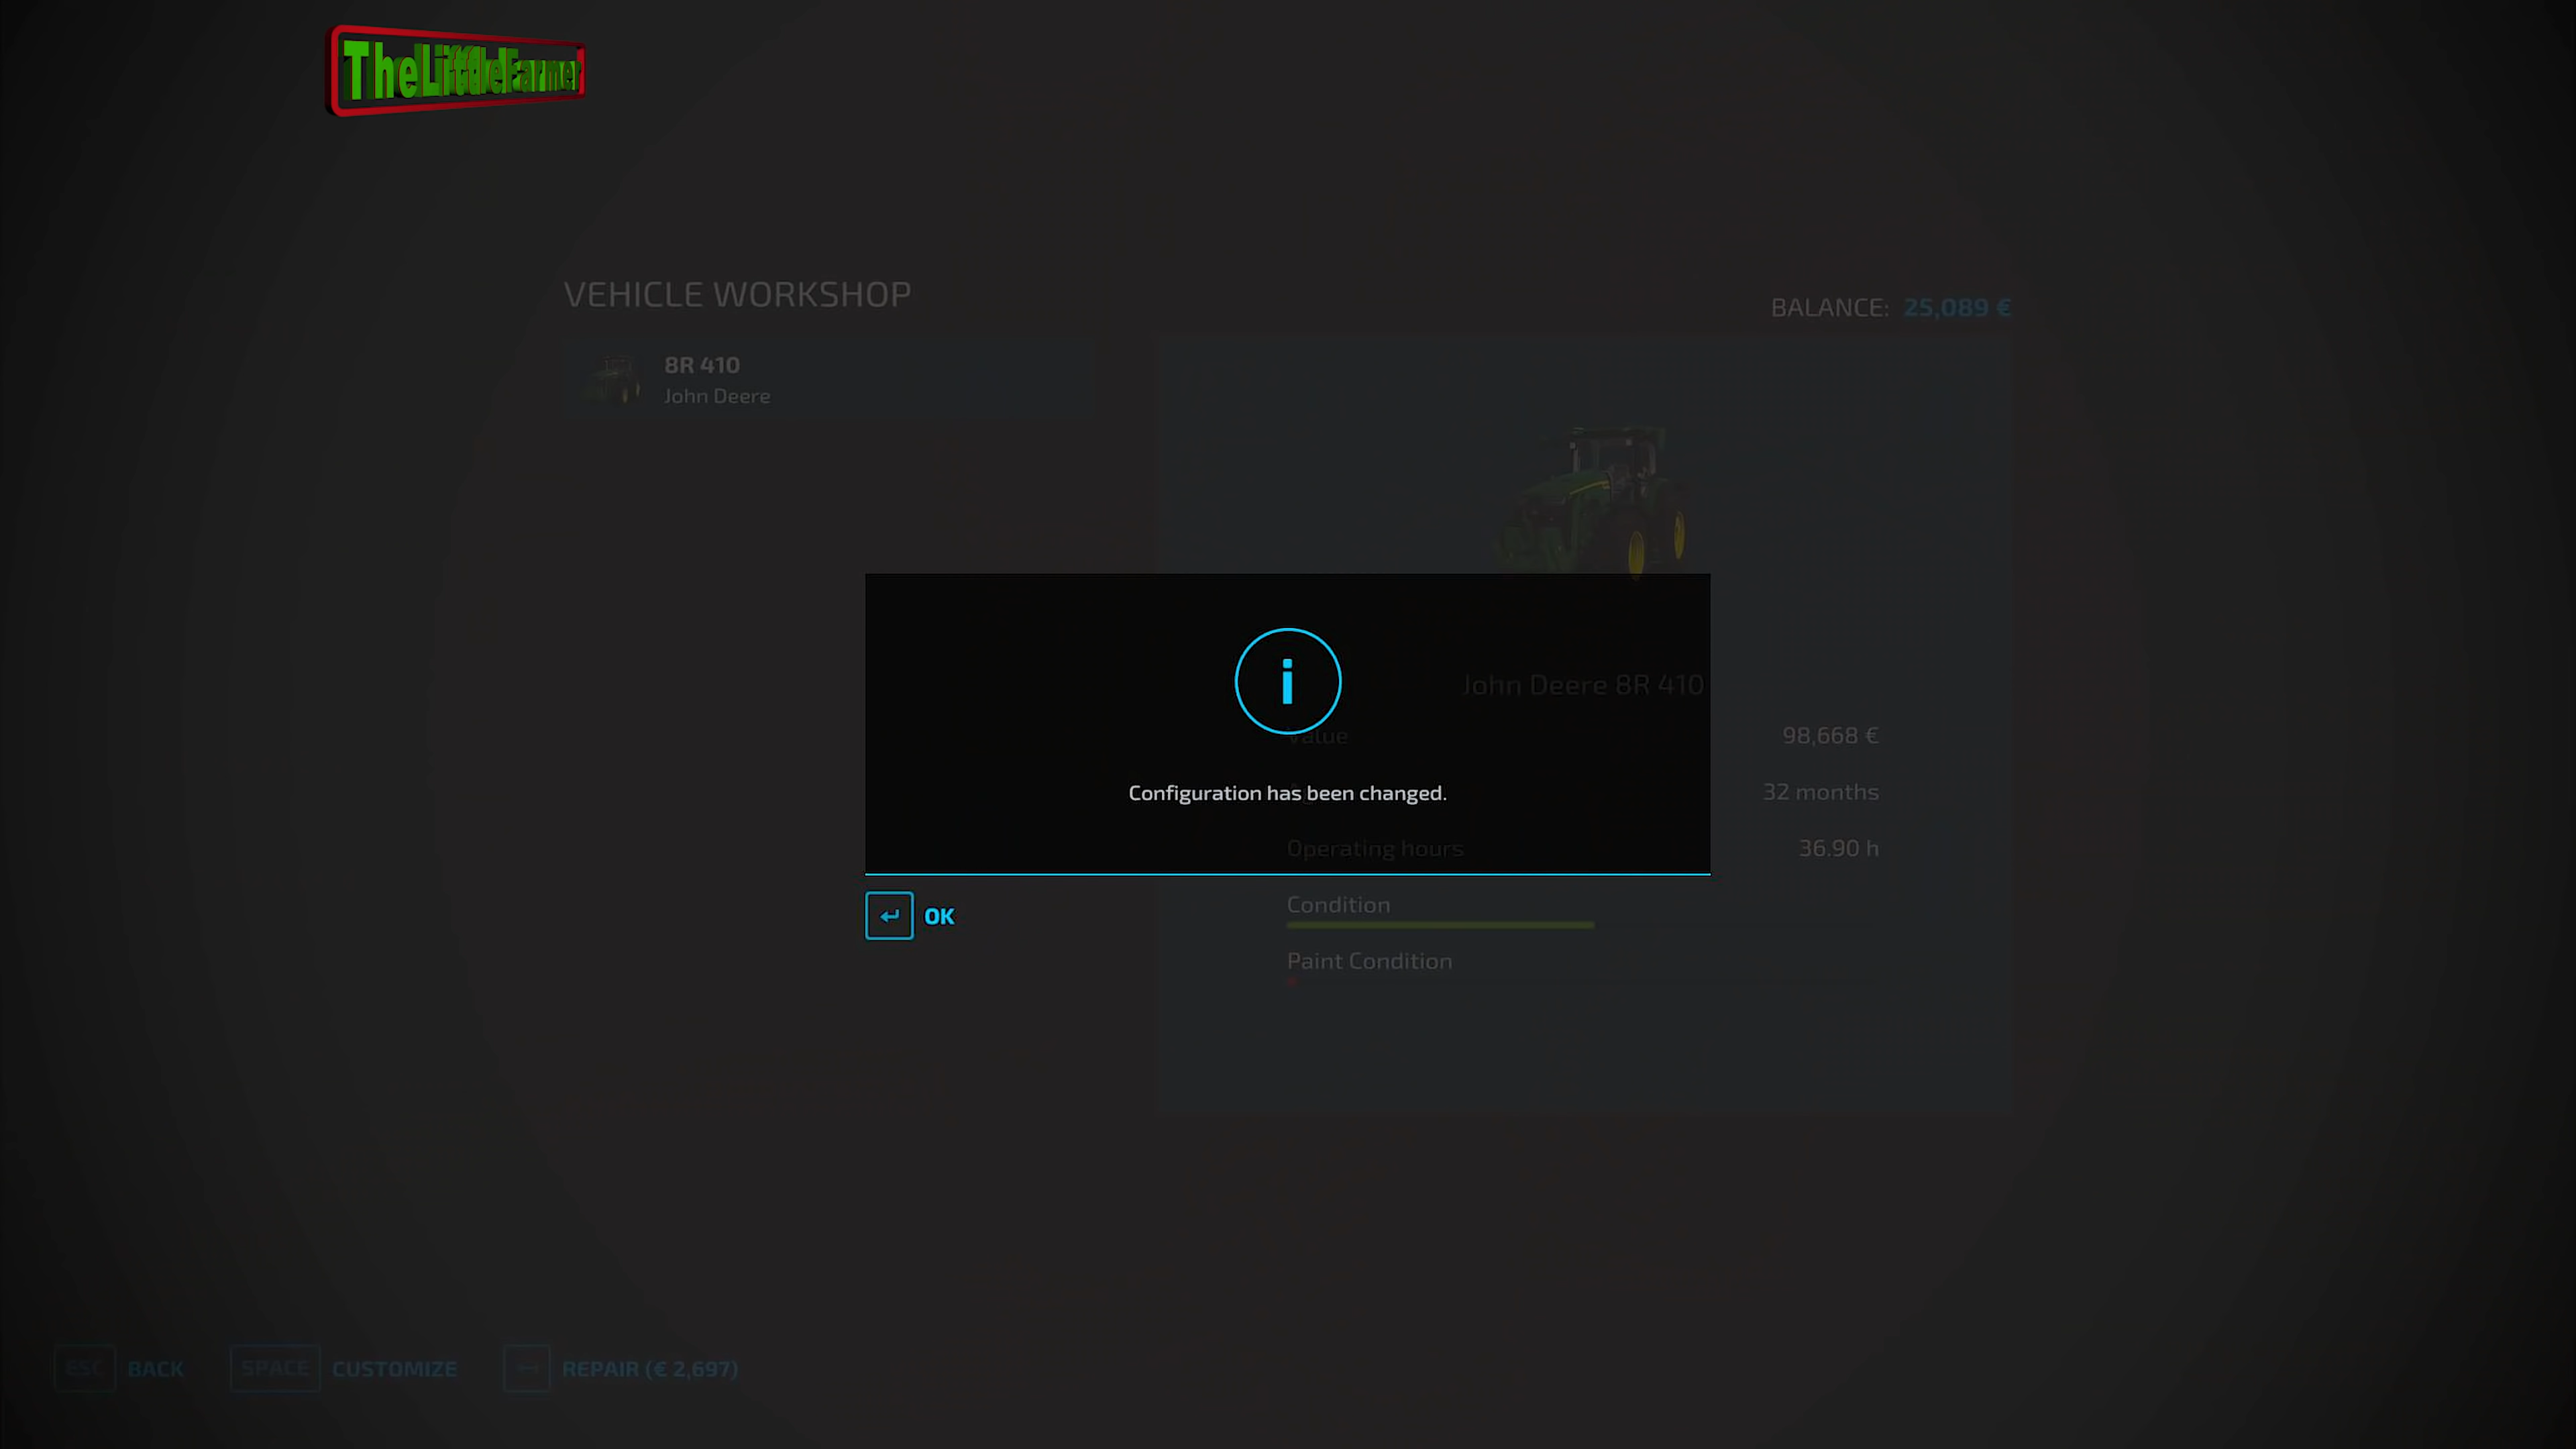 TheLittleFarmer
VEHICLE WORKSHOP
BALANCE: 25,089 €
8R 410
John Deere
John Deere 8R 410
Value 98,668 €
Configuration has been changed.
32 months
Operating hours 36.90 h
Condition
OK
Paint Condition
ESC BACK SPACE CUSTOMIZE REPAIR (€ 2,697)